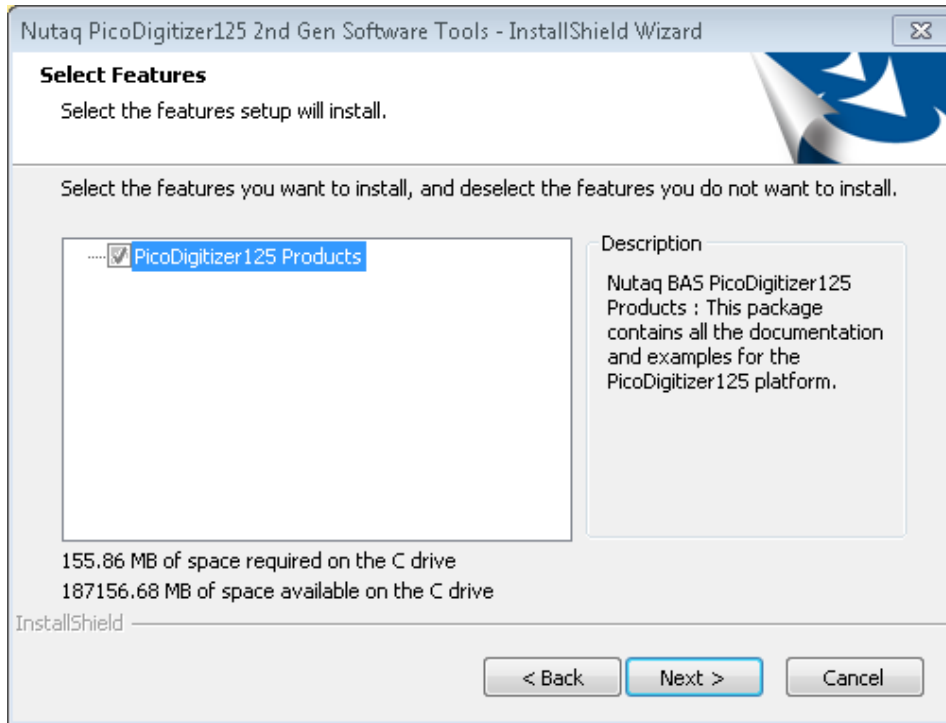 Nutaq PicoDigitizer125 2nd Gen Software Tools - InstallShield Wizard
Select Features
Select the features setup will install.
Select the features you want to install, and deselect the features you do not want to install.
PicoDigitizer125 Products
Description
Nutaq BAS PicoDigitizer125
Products : This package
contains all the documentation
and examples for the
PicoDigitizer125 platform.
155.86 MB of space required on the C drive
187156.68 MB of space available on the C drive
InstallShield
< Back
Next >
Cancel